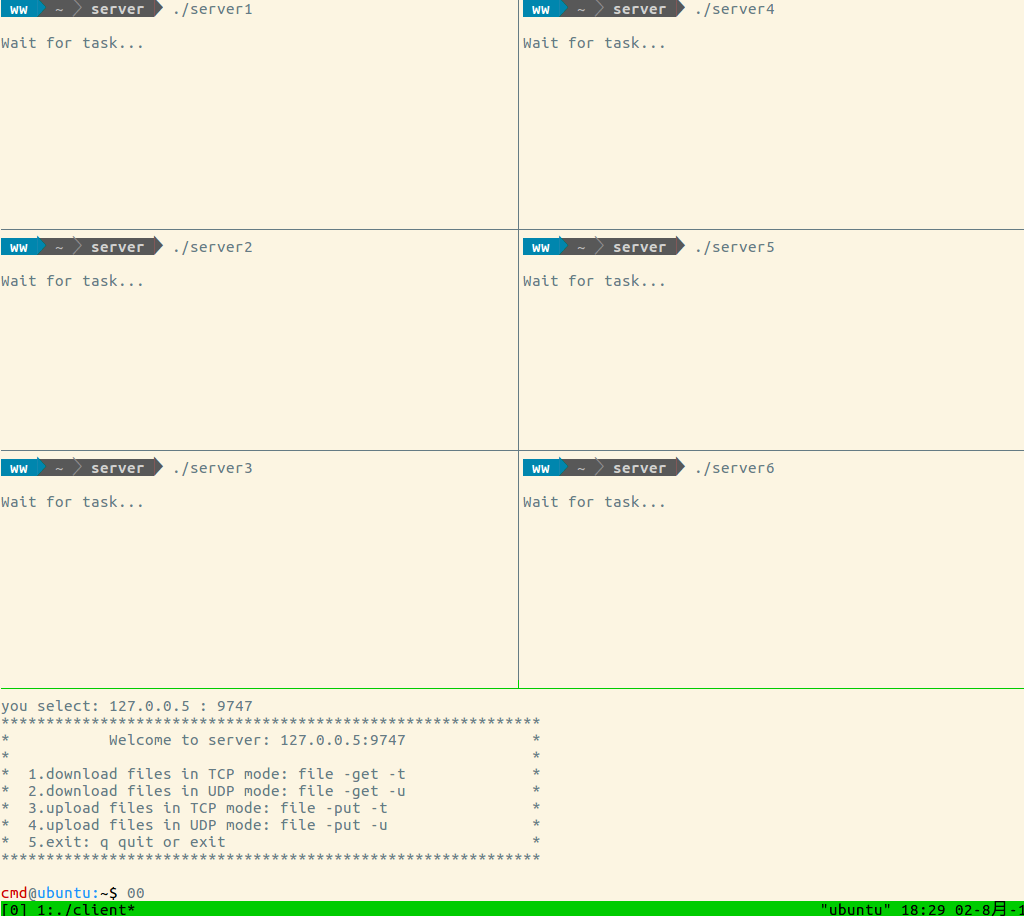 ww ~ server ./server1
Wait for task...
ww ~ server ./server4
Wait for task...
ww ~ server ./server2
Wait for task...
ww ~ server ./server5
Wait for task...
ww ~ server ./server3
Wait for task...
ww ~ server ./server6
Wait for task...
you select: 127.0.0.5 : 9747
************************************************************
* Welcome to server: 127.0.0.5:9747 *
* *
* 1.download files in TCP mode: file -get -t *
* 2.download files in UDP mode: file -get -u *
* 3.upload files in TCP mode: file -put -t *
* 4.upload files in UDP mode: file -put -u *
* 5.exit: q quit or exit *
************************************************************
cmd@ubuntu:~$ 00
[0] 1:./client* "ubuntu" 18:29 02-8月-1